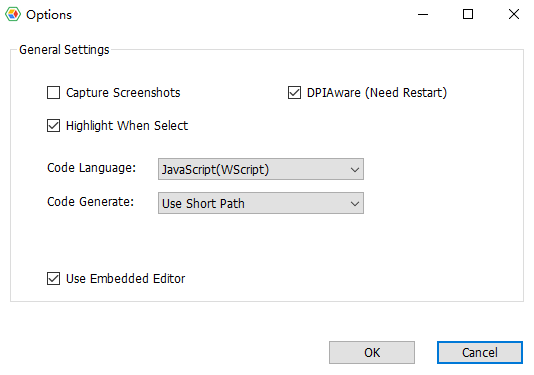 Options
General Settings
Capture Screenshots
DPIAware (Need Restart)
Highlight When Select
Code Language: JavaScript(WScript)
Code Generate: Use Short Path
Use Embedded Editor
OK Cancel